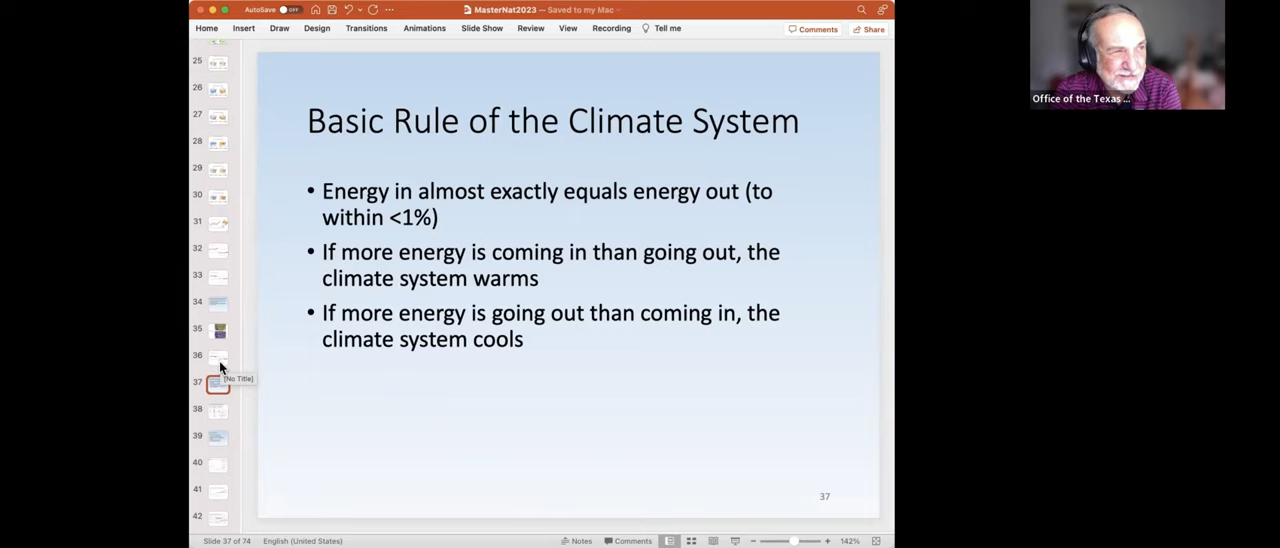 AutoSave OFF
MasterNat2023 — Saved to my Mac
Home Insert Draw Design Transitions Animations Slide Show Review View Recording Tell me Comments Share
25
26
27
28
29
30
31
32
33
34
35
36
37
38
39
40
41
42
[No Title]
Basic Rule of the Climate System
• Energy in almost exactly equals energy out (to
within <1%)
• If more energy is coming in than going out, the
climate system warms
• If more energy is going out than coming in, the
climate system cools
37
Slide 37 of 74 English (United States) Notes Comments 142%
Office of the Texas ...